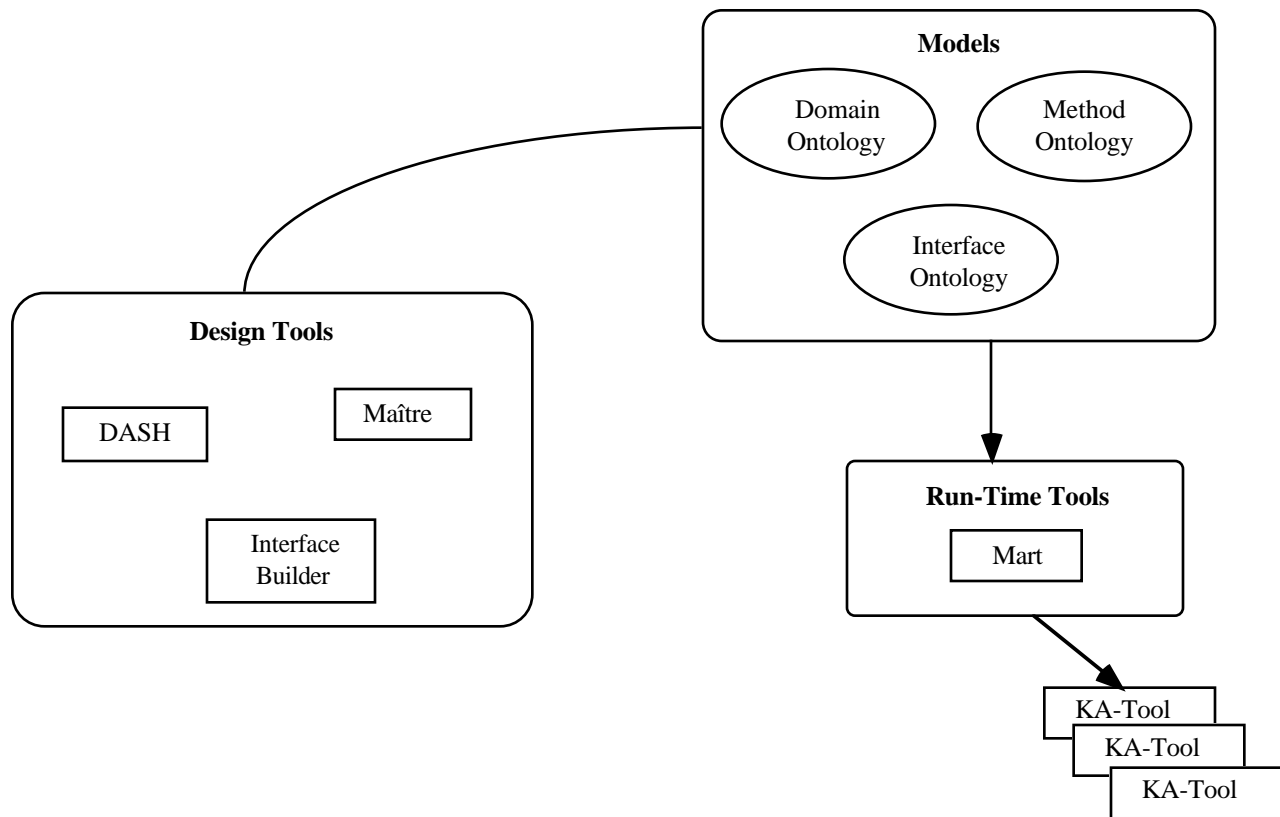 Models
Domain
Ontology
Method
Ontology
Interface
Ontology
Design Tools
DASH
Maître
Interface
Builder
Run-Time Tools
Mart
KA-Tool
KA-Tool
KA-Tool